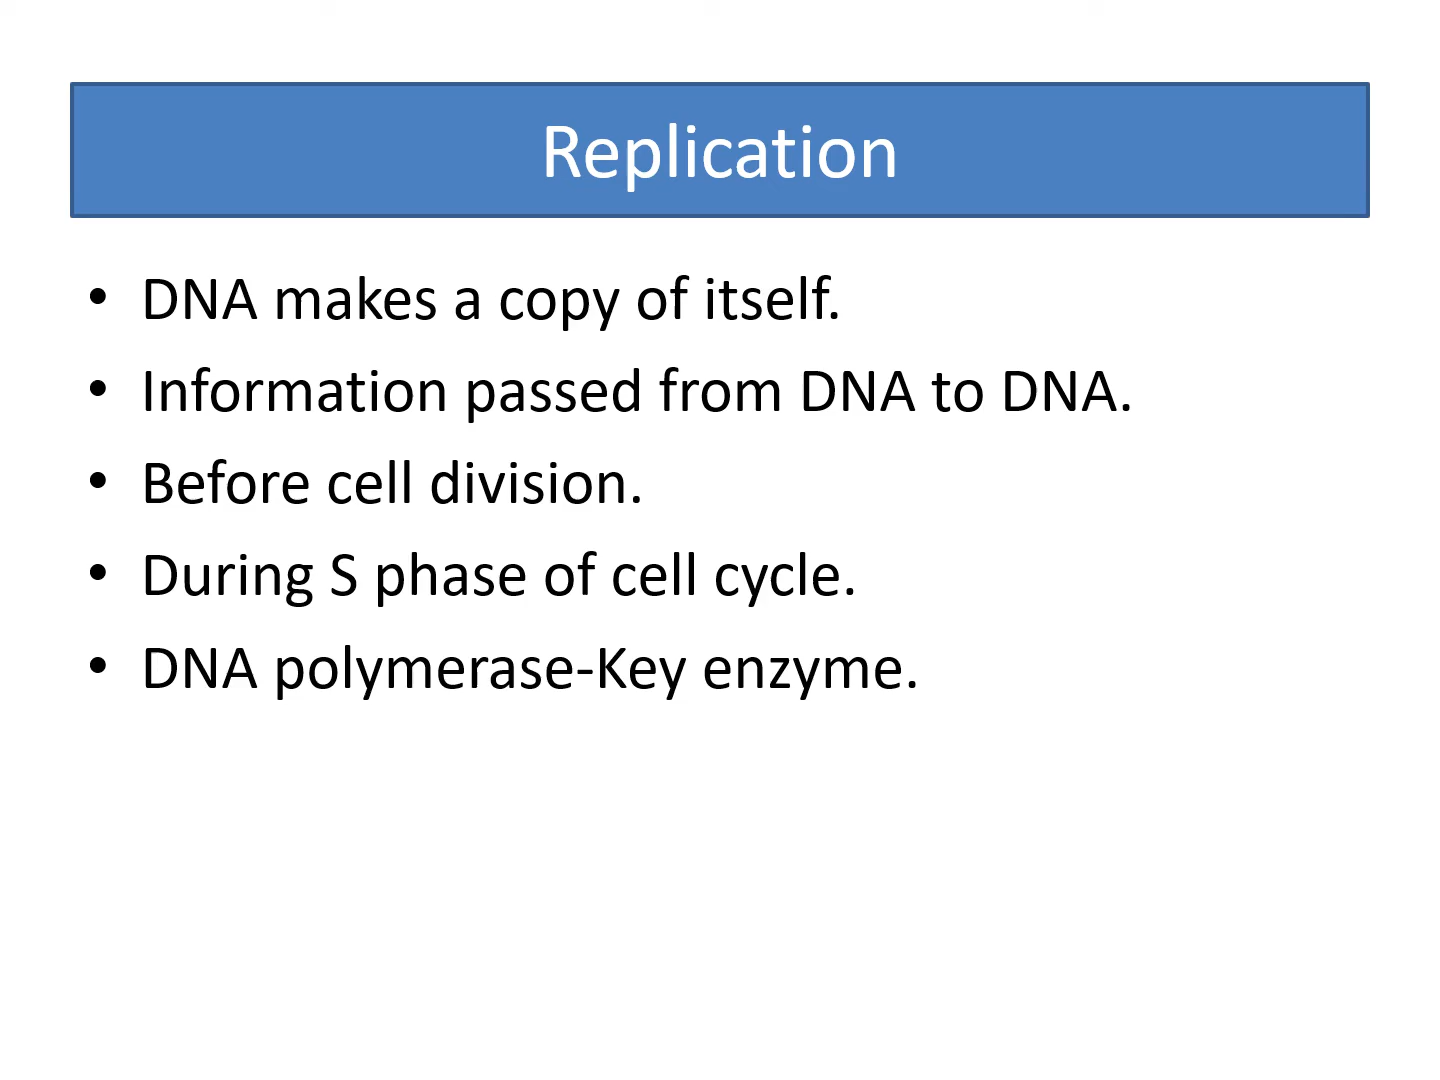 Replication
• DNA makes a copy of itself.
• Information passed from DNA to DNA.
• Before cell division.
• During S phase of cell cycle.
• DNA polymerase-Key enzyme.